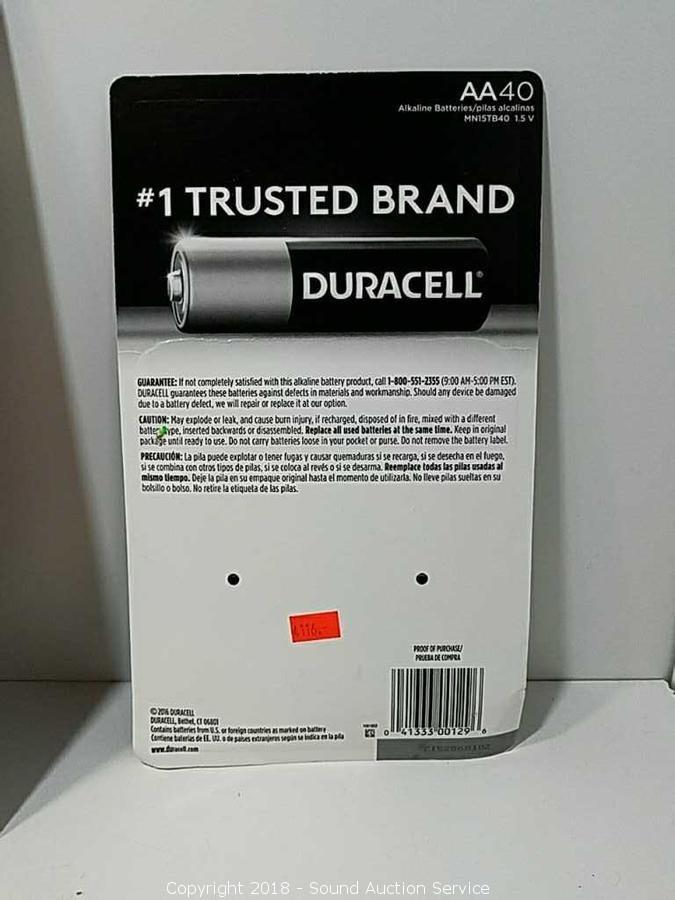 AA40
Alkaline Batteries/pilas alcalinas
MN15TB40 1.5 V
#1 TRUSTED BRAND
DURACELL®
GUARANTEE: If not completely satisfied with this alkaline battery product, call 1-800-551-2355 (9:00 AM-5:00 PM EST).
DURACELL guarantees these batteries against defects in materials and workmanship. Should any device be damaged
due to a battery defect, we will repair or replace it at our option.
CAUTION: May explode or leak, and cause burn injury, if recharged, disposed of in fire, mixed with a different
battery type, inserted backwards or disassembled. Replace all used batteries at the same time. Keep in original
package until ready to use. Do not carry batteries loose in your pocket or purse. Do not remove the battery label.
PRECAUCIÓN: La pila puede explotar o tener fugas y causar quemaduras si se recarga, si se desecha en el fuego,
si se combina con otros tipos de pilas, si se coloca al revés o si se desarma. Reemplace todas las pilas usadas al
mismo tiempo. Deje la pila en su empaque original hasta el momento de utilizarla. No lleve pilas sueltas en su
bolsillo o bolso. No retire la etiqueta de las pilas.
PROOF OF PURCHASE/
PRUEBA DE COMPRA
© 2016 DURACELL
DURACELL, Bethel, CT 06801
Contains batteries from U.S. or foreign countries as marked on battery
Contiene baterías de EE. UU. o de países extranjeros según se indica en la pila
www.duracell.com
0 41333 00129 6
Copyright 2018 - Sound Auction Service